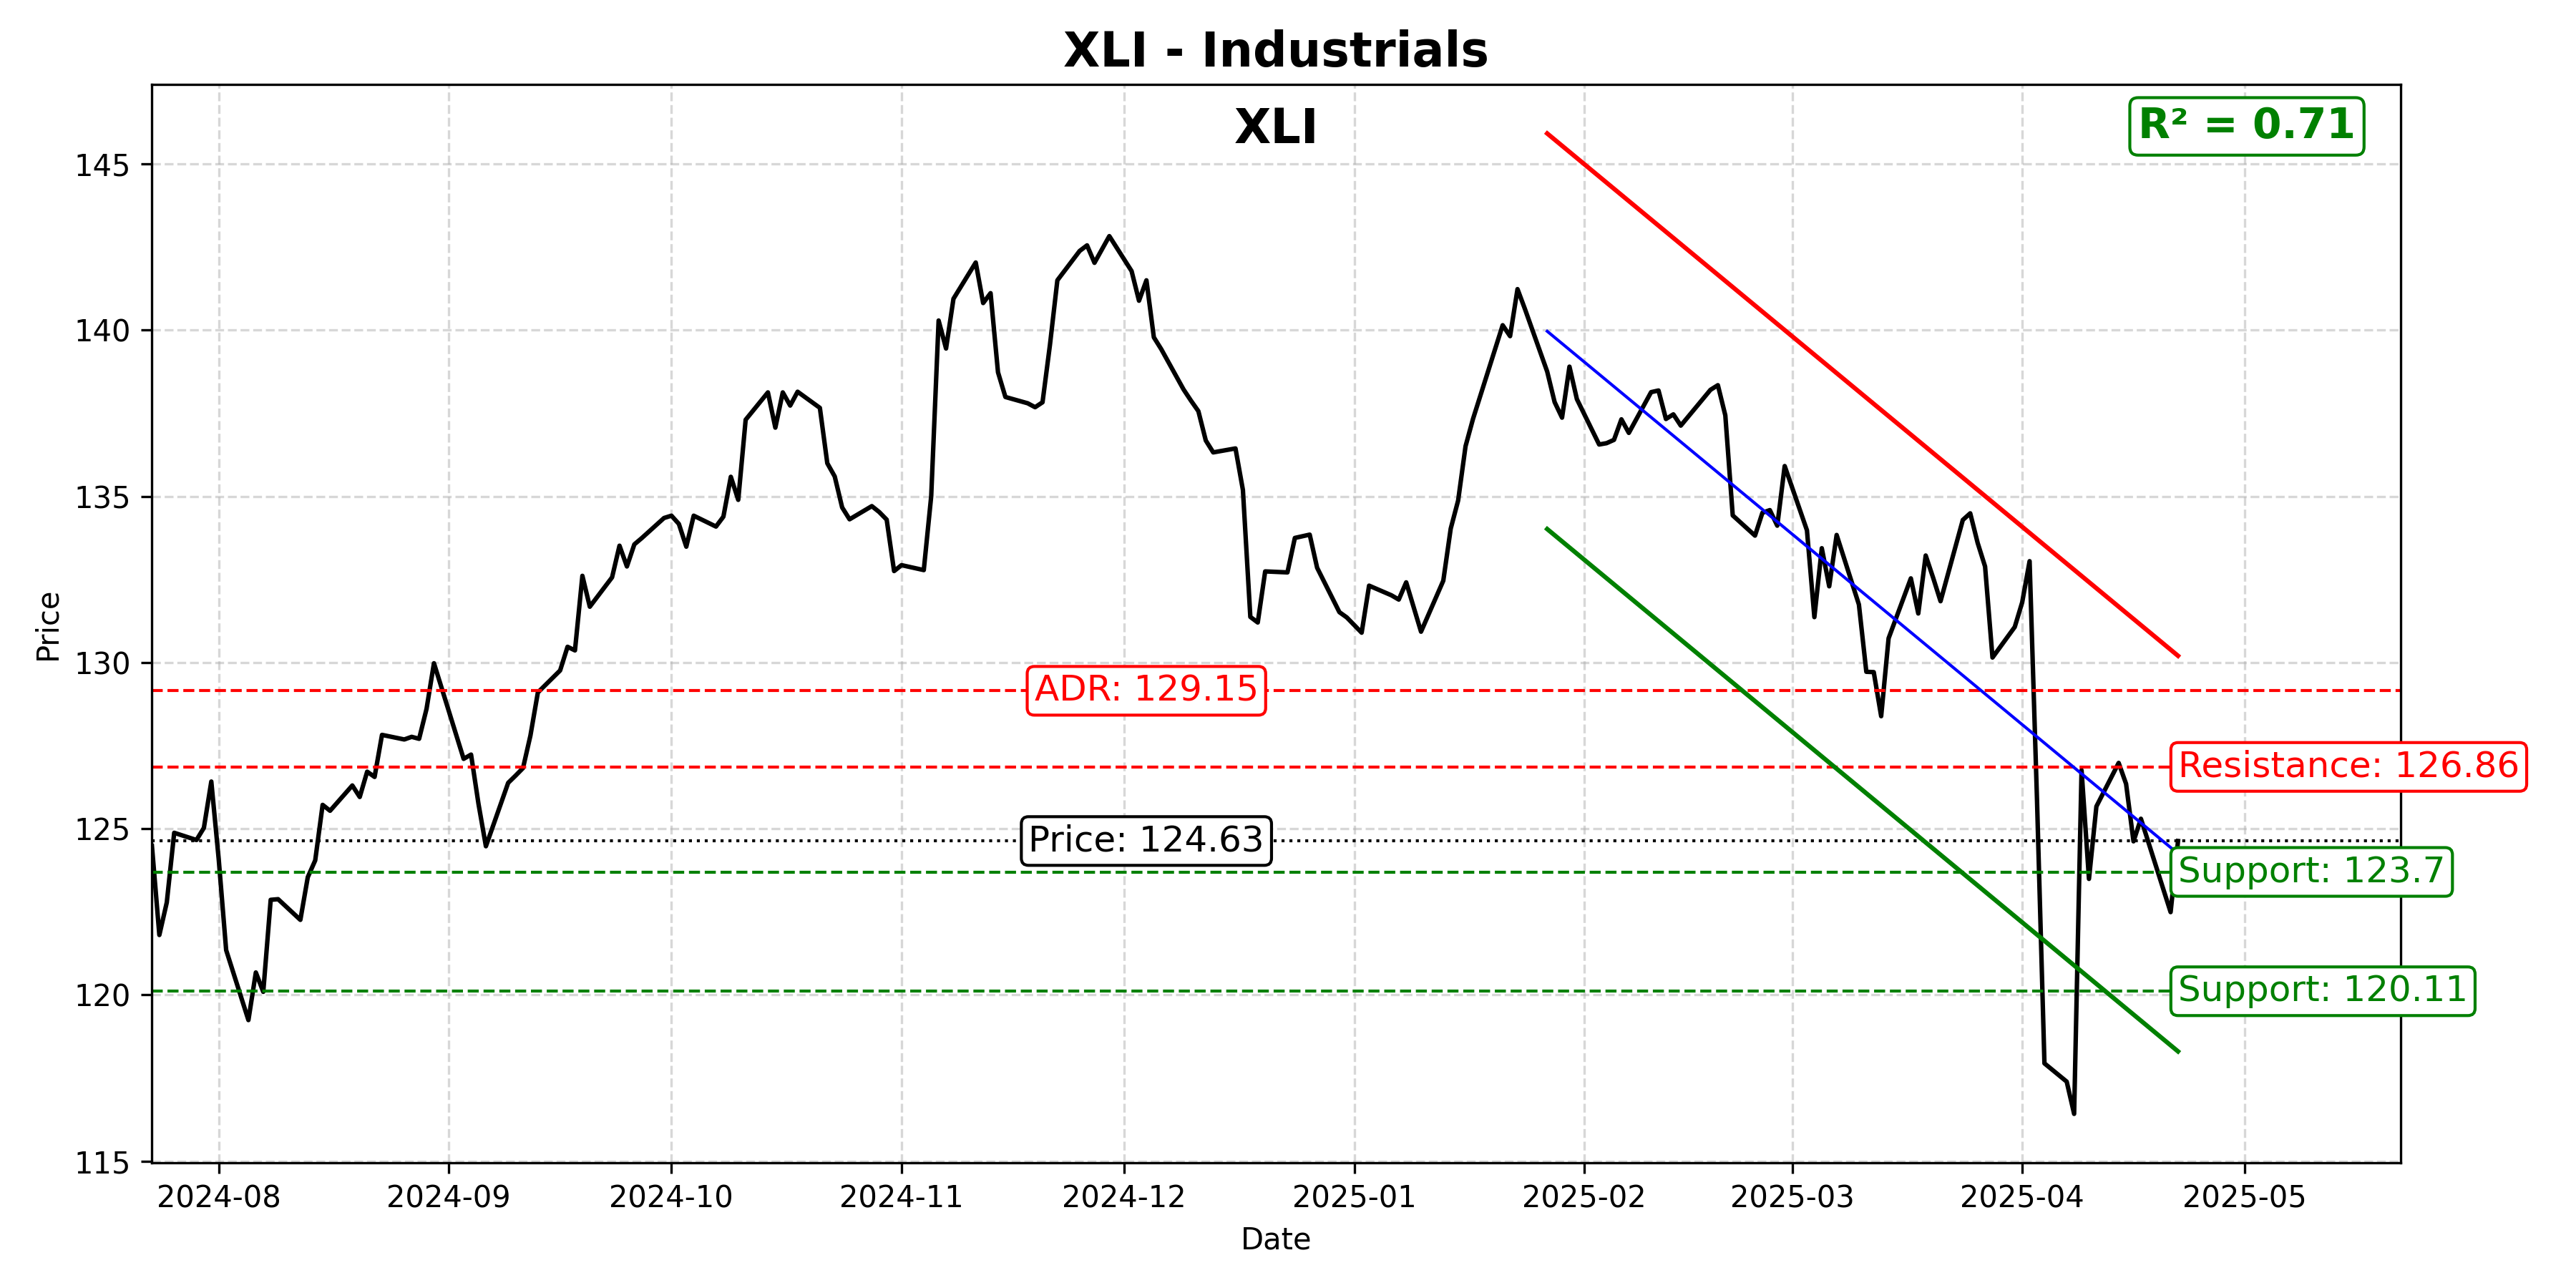 XLI - Industrials
XLI
R² = 0.71
145
140
135
130
125
120
115
Price
ADR: 129.15
Resistance: 126.86
Price: 124.63
Support: 123.7
Support: 120.11
2024-08
2024-09
2024-10
2024-11
2024-12
2025-01
2025-02
2025-03
2025-04
2025-05
Date